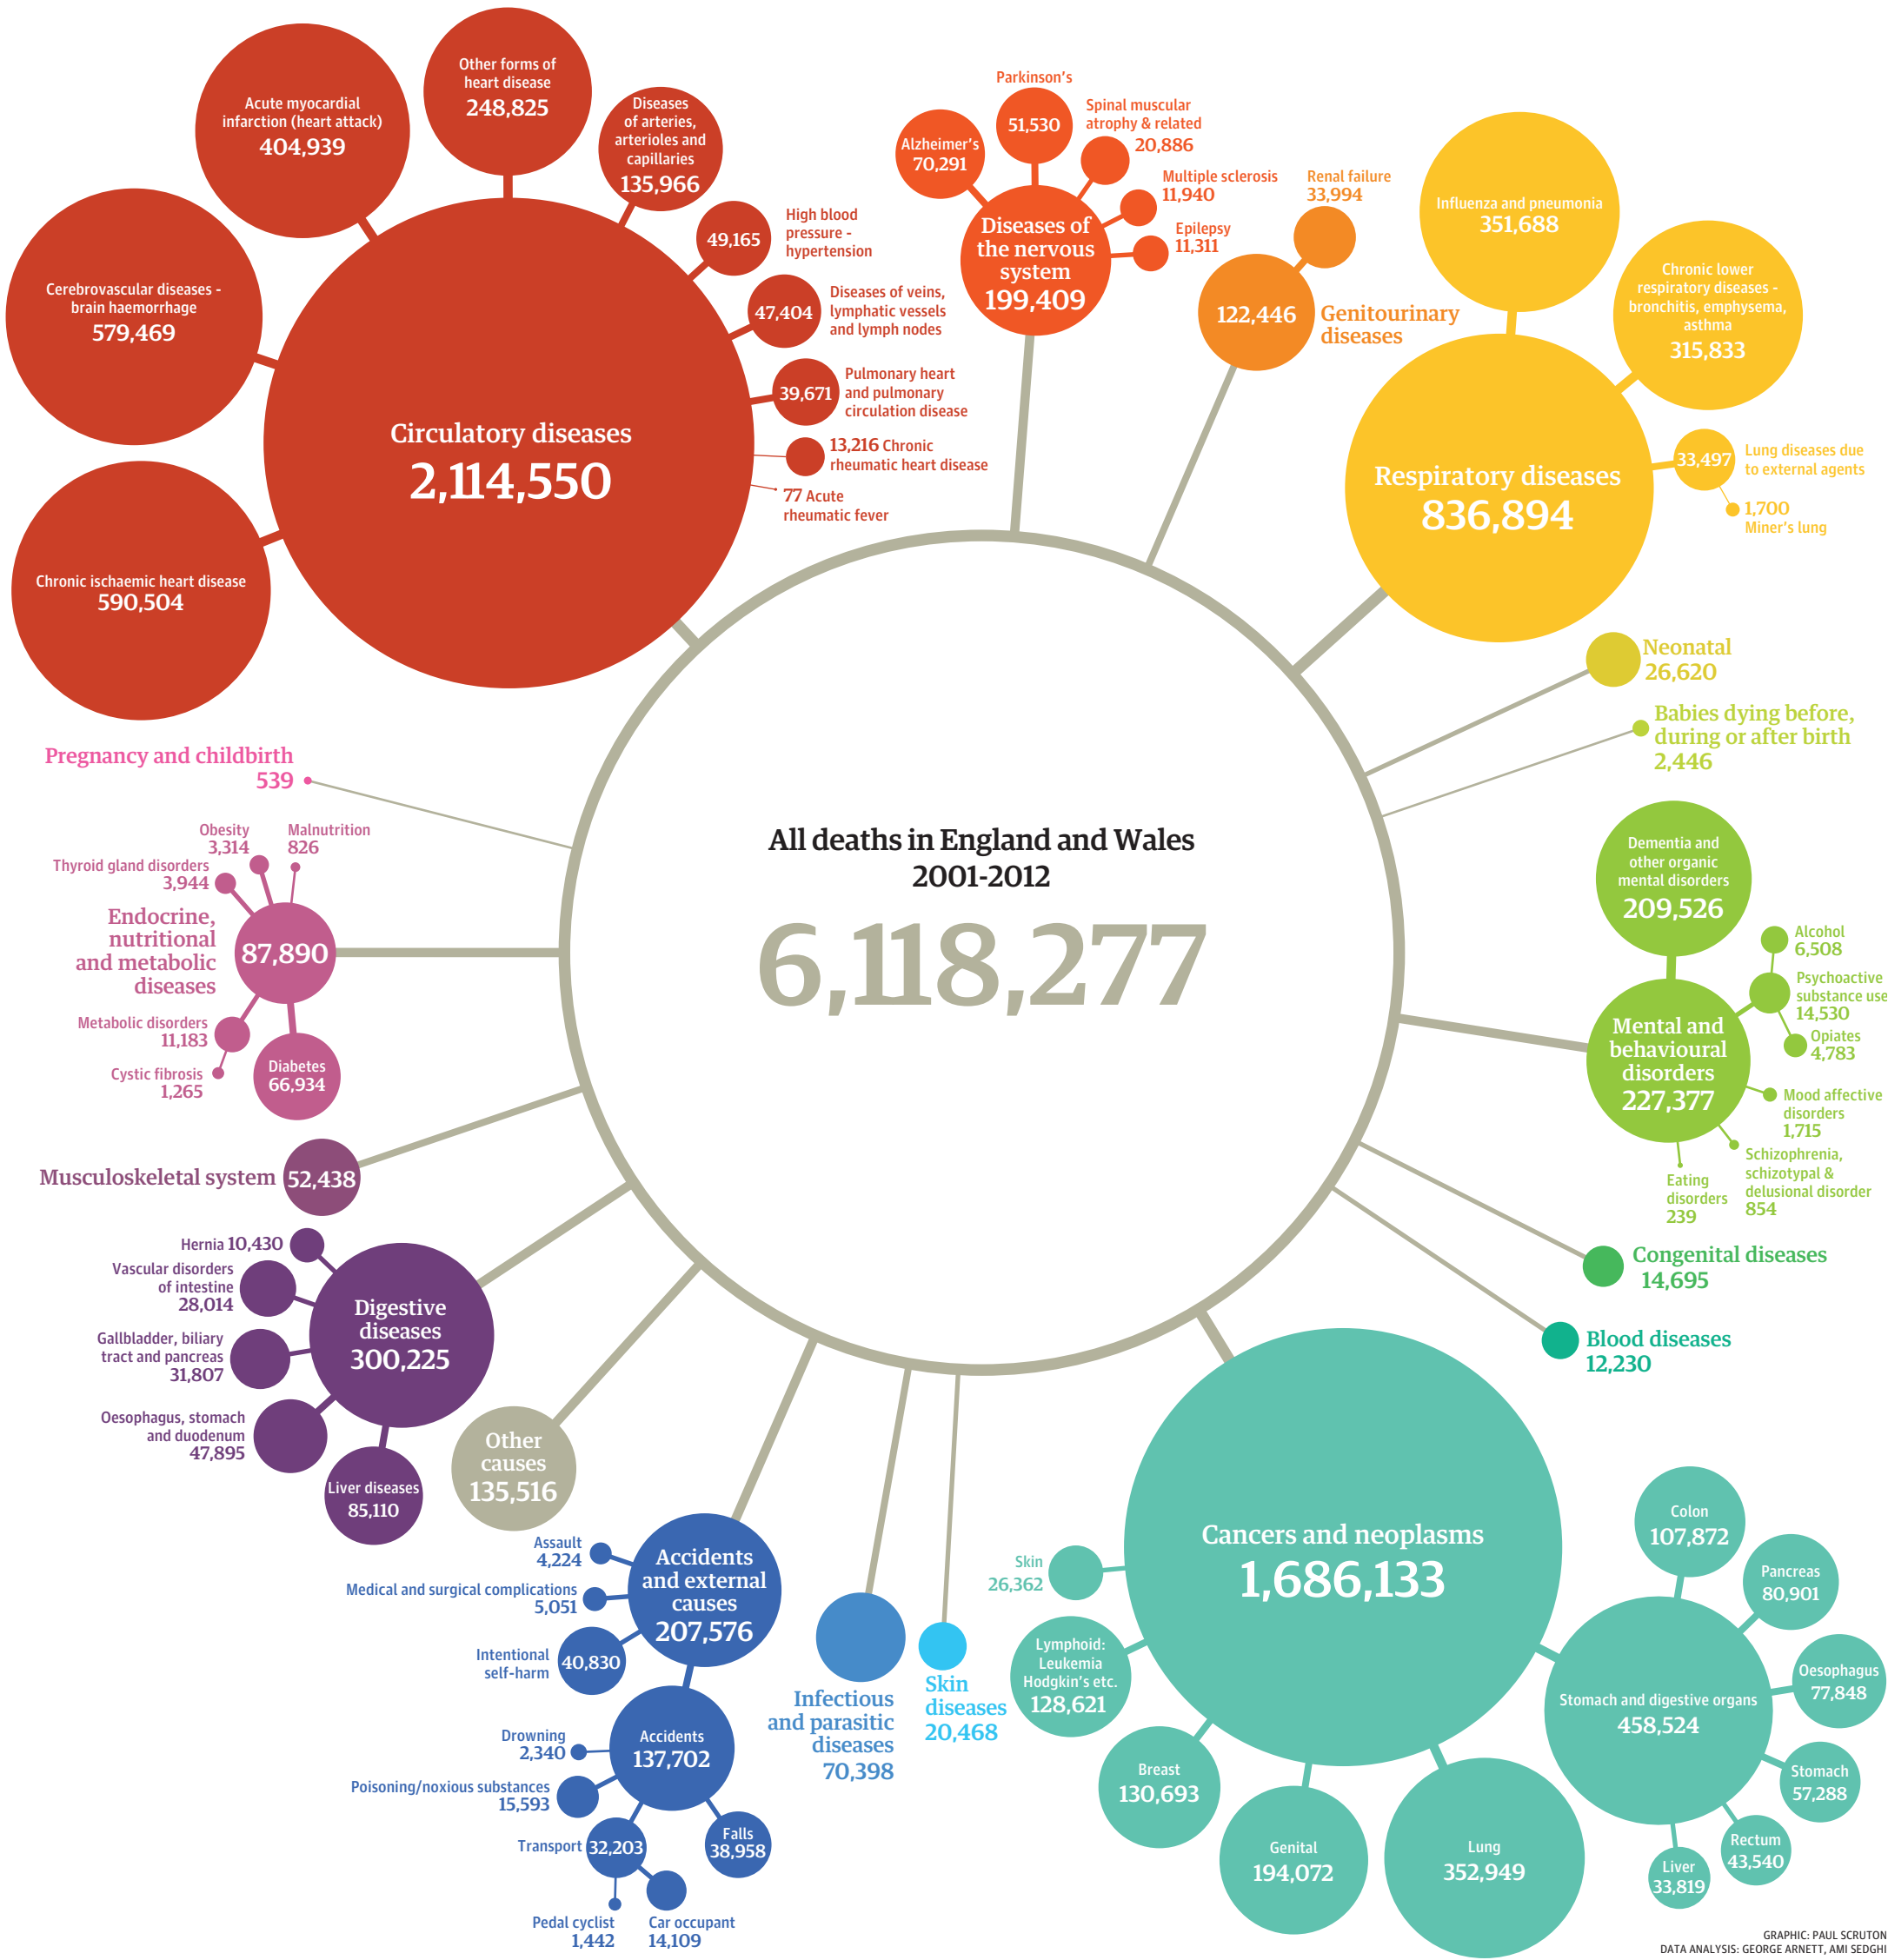 All deaths in England and Wales
2001-2012
6,118,277
Circulatory diseases
2,114,550
Chronic ischaemic heart disease
590,504
Cerebrovascular diseases -
brain haemorrhage
579,469
Acute myocardial
infarction (heart attack)
404,939
Other forms of
heart disease
248,825
Diseases
of arteries,
arterioles and
capillaries
135,966
49,165
High blood
pressure -
hypertension
47,404
Diseases of veins,
lymphatic vessels
and lymph nodes
39,671
Pulmonary heart
and pulmonary
circulation disease
13,216 Chronic
rheumatic heart disease
77 Acute
rheumatic fever
Diseases of
the nervous
system
199,409
Alzheimer's
70,291
Parkinson's
51,530
Spinal muscular
atrophy & related
20,886
Multiple sclerosis
11,940
Epilepsy
11,311
Renal failure
33,994
122,446
Genitourinary
diseases
Respiratory diseases
836,894
Influenza and pneumonia
351,688
Chronic lower
respiratory diseases -
bronchitis, emphysema,
asthma
315,833
33,497
Lung diseases due
to external agents
1,700
Miner's lung
Neonatal
26,620
Babies dying before,
during or after birth
2,446
Dementia and
other organic
mental disorders
209,526
Mental and
behavioural
disorders
227,377
Alcohol
6,508
Psychoactive
substance use
14,530
Opiates
4,783
Mood affective
disorders
1,715
Schizophrenia,
schizotypal &
delusional disorder
854
Eating
disorders
239
Congenital diseases
14,695
Blood diseases
12,230
Cancers and neoplasms
1,686,133
Skin
26,362
Lymphoid:
Leukemia
Hodgkin's etc.
128,621
Breast
130,693
Genital
194,072
Lung
352,949
Stomach and digestive organs
458,524
Colon
107,872
Pancreas
80,901
Oesophagus
77,848
Stomach
57,288
Rectum
43,540
Liver
33,819
Skin
diseases
20,468
Infectious
and parasitic
diseases
70,398
Accidents
and external
causes
207,576
Assault
4,224
Medical and surgical complications
5,051
Intentional
self-harm
40,830
Accidents
137,702
Drowning
2,340
Poisoning/noxious substances
15,593
Transport
32,203
Falls
38,958
Pedal cyclist
1,442
Car occupant
14,109
Other
causes
135,516
Digestive
diseases
300,225
Hernia 10,430
Vascular disorders
of intestine
28,014
Gallbladder, biliary
tract and pancreas
31,807
Oesophagus, stomach
and duodenum
47,895
Liver diseases
85,110
Musculoskeletal system
52,438
Endocrine,
nutritional
and metabolic
diseases
87,890
Obesity
3,314
Malnutrition
826
Thyroid gland disorders
3,944
Metabolic disorders
11,183
Cystic fibrosis
1,265
Diabetes
66,934
Pregnancy and childbirth
539
GRAPHIC: PAUL SCRUTON
DATA ANALYSIS: GEORGE ARNETT, AMI SEDGHI